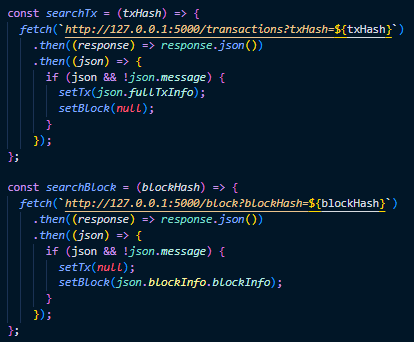 const searchTx = (txHash) => {
  fetch(`http://127.0.0.1:5000/transactions?txHash=${txHash}`)
    .then((response) => response.json())
    .then((json) => {
      if (json && !json.message) {
        setTx(json.fullTxInfo);
        setBlock(null);
      }
    });
};

const searchBlock = (blockHash) => {
  fetch(`http://127.0.0.1:5000/block?blockHash=${blockHash}`)
    .then((response) => response.json())
    .then((json) => {
      if (json && !json.message) {
        setTx(null);
        setBlock(json.blockInfo.blockInfo);
      }
    });
};